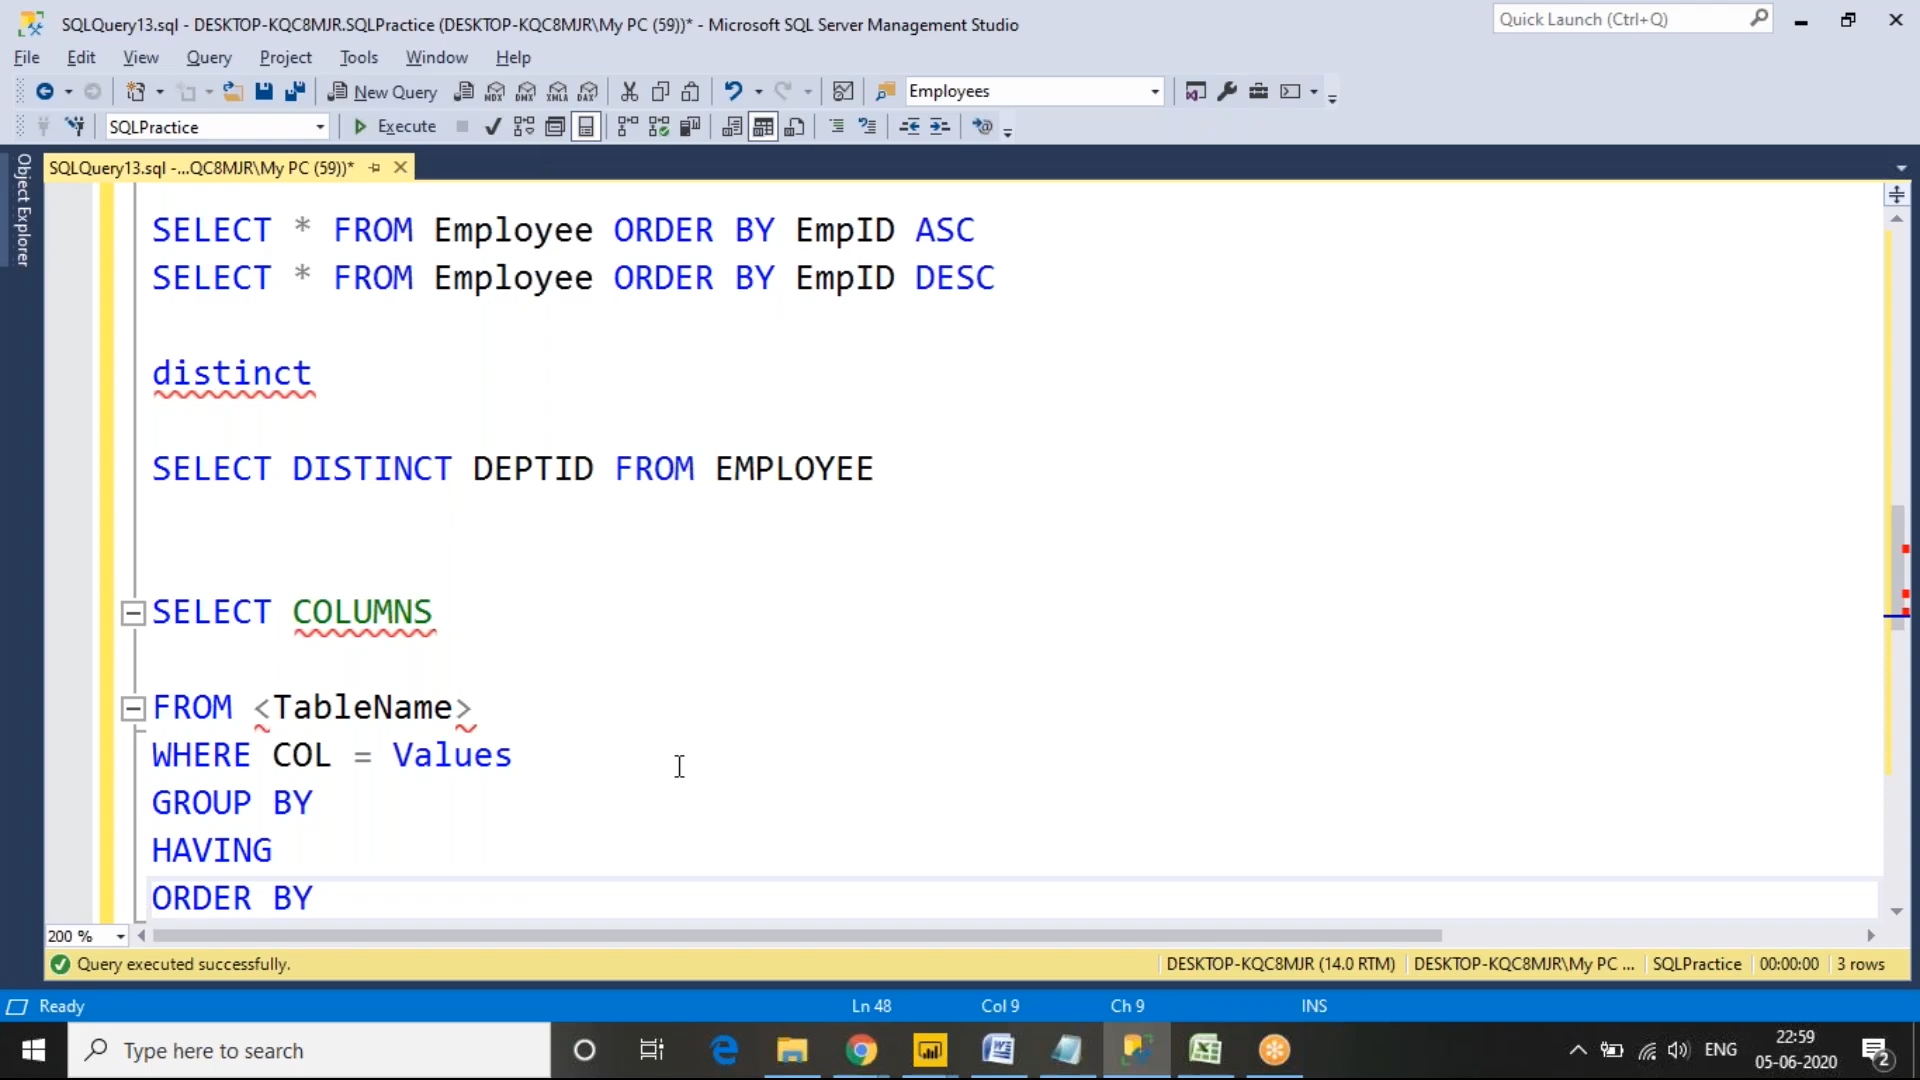 SQLQuery13.sql - DESKTOP-KQC8MJR.SQLPractice (DESKTOP-KQC8MJR\My PC (59))* - Microsoft SQL Server Management Studio
Quick Launch (Ctrl+Q)
File Edit View Query Project Tools Window Help
New Query
MDX DMX XMLA DAX
Employees
SQLPractice
Execute
SQLQuery13.sql -...QC8MJR\My PC (59))*
Object Explorer
SELECT * FROM Employee ORDER BY EmpID ASC
SELECT * FROM Employee ORDER BY EmpID DESC
distinct
SELECT DISTINCT DEPTID FROM EMPLOYEE
SELECT COLUMNS
FROM <TableName>
WHERE COL = Values
GROUP BY
HAVING
ORDER BY
200 %
Query executed successfully.
DESKTOP-KQC8MJR (14.0 RTM) DESKTOP-KQC8MJR\My PC ... SQLPractice 00:00:00 3 rows
Ready Ln 48 Col 9 Ch 9 INS
Type here to search
ENG
22:59
05-06-2020
2